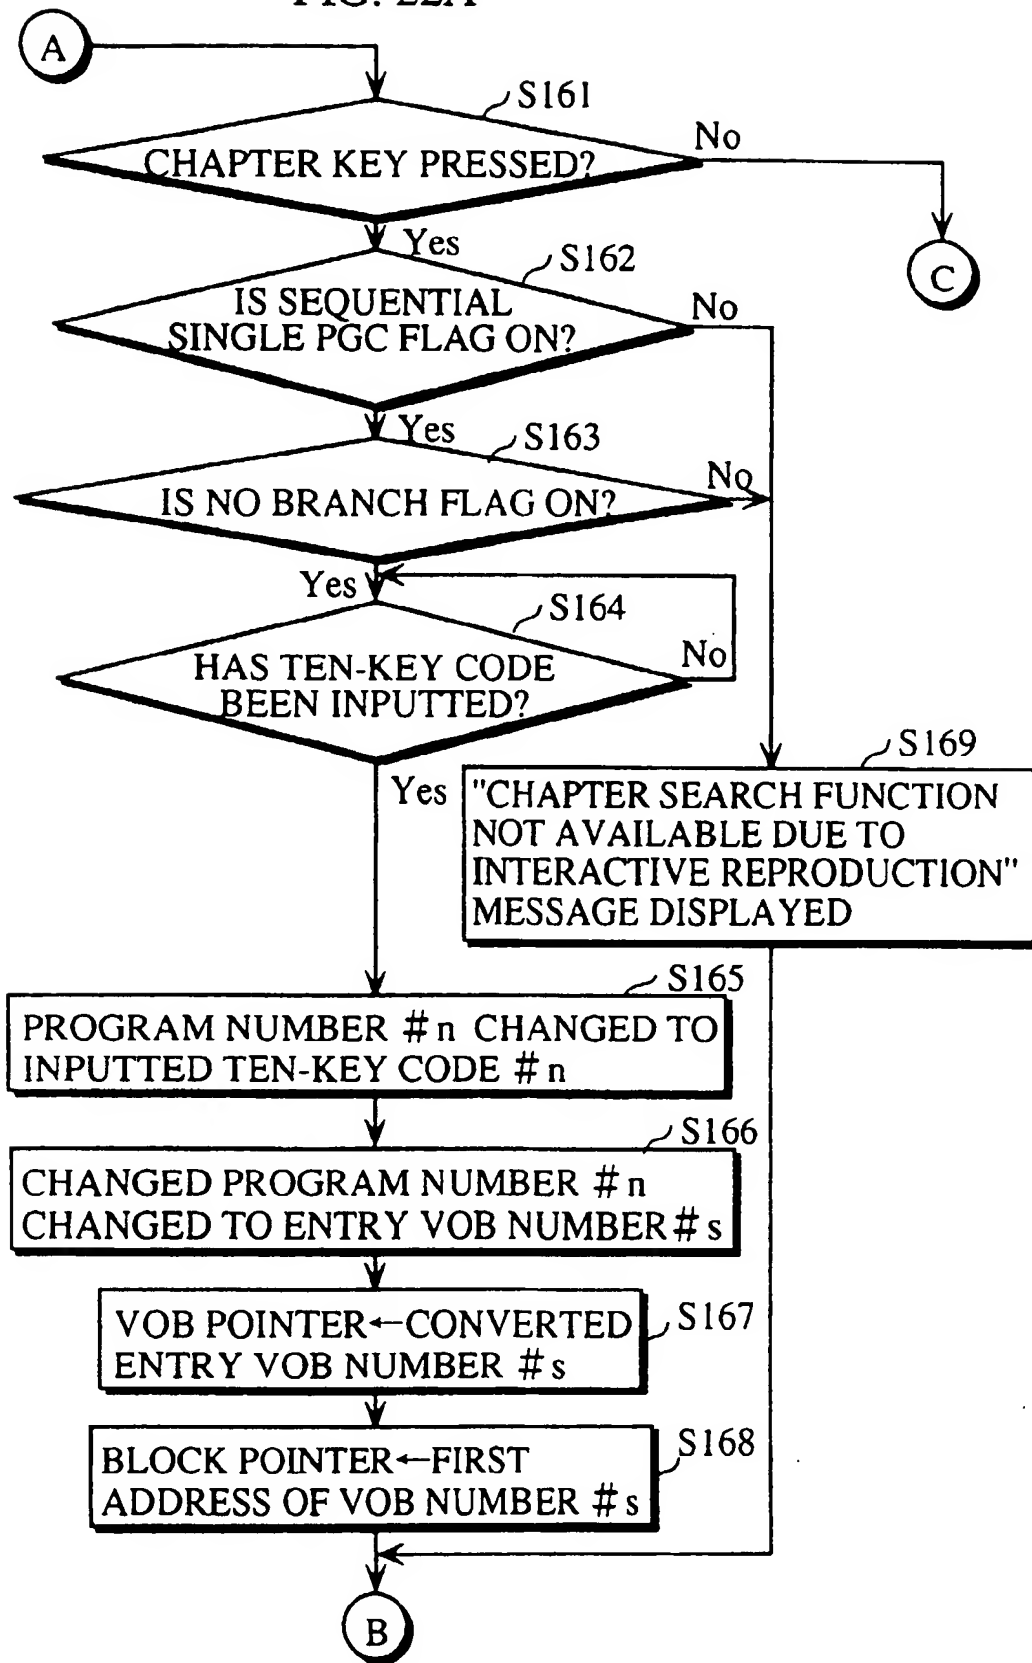 FIG. 22A
A
S161
CHAPTER KEY PRESSED?
No
Yes
C
S162
IS SEQUENTIAL
SINGLE PGC FLAG ON?
No
Yes
S163
IS NO BRANCH FLAG ON?
No
Yes
S164
HAS TEN-KEY CODE
BEEN INPUTTED?
No
Yes
S169
"CHAPTER SEARCH FUNCTION
NOT AVAILABLE DUE TO
INTERACTIVE REPRODUCTION"
MESSAGE DISPLAYED
S165
PROGRAM NUMBER #n CHANGED TO
INPUTTED TEN-KEY CODE #n
S166
CHANGED PROGRAM NUMBER #n
CHANGED TO ENTRY VOB NUMBER #s
S167
VOB POINTER←CONVERTED
ENTRY VOB NUMBER #s
S168
BLOCK POINTER←FIRST
ADDRESS OF VOB NUMBER #s
B